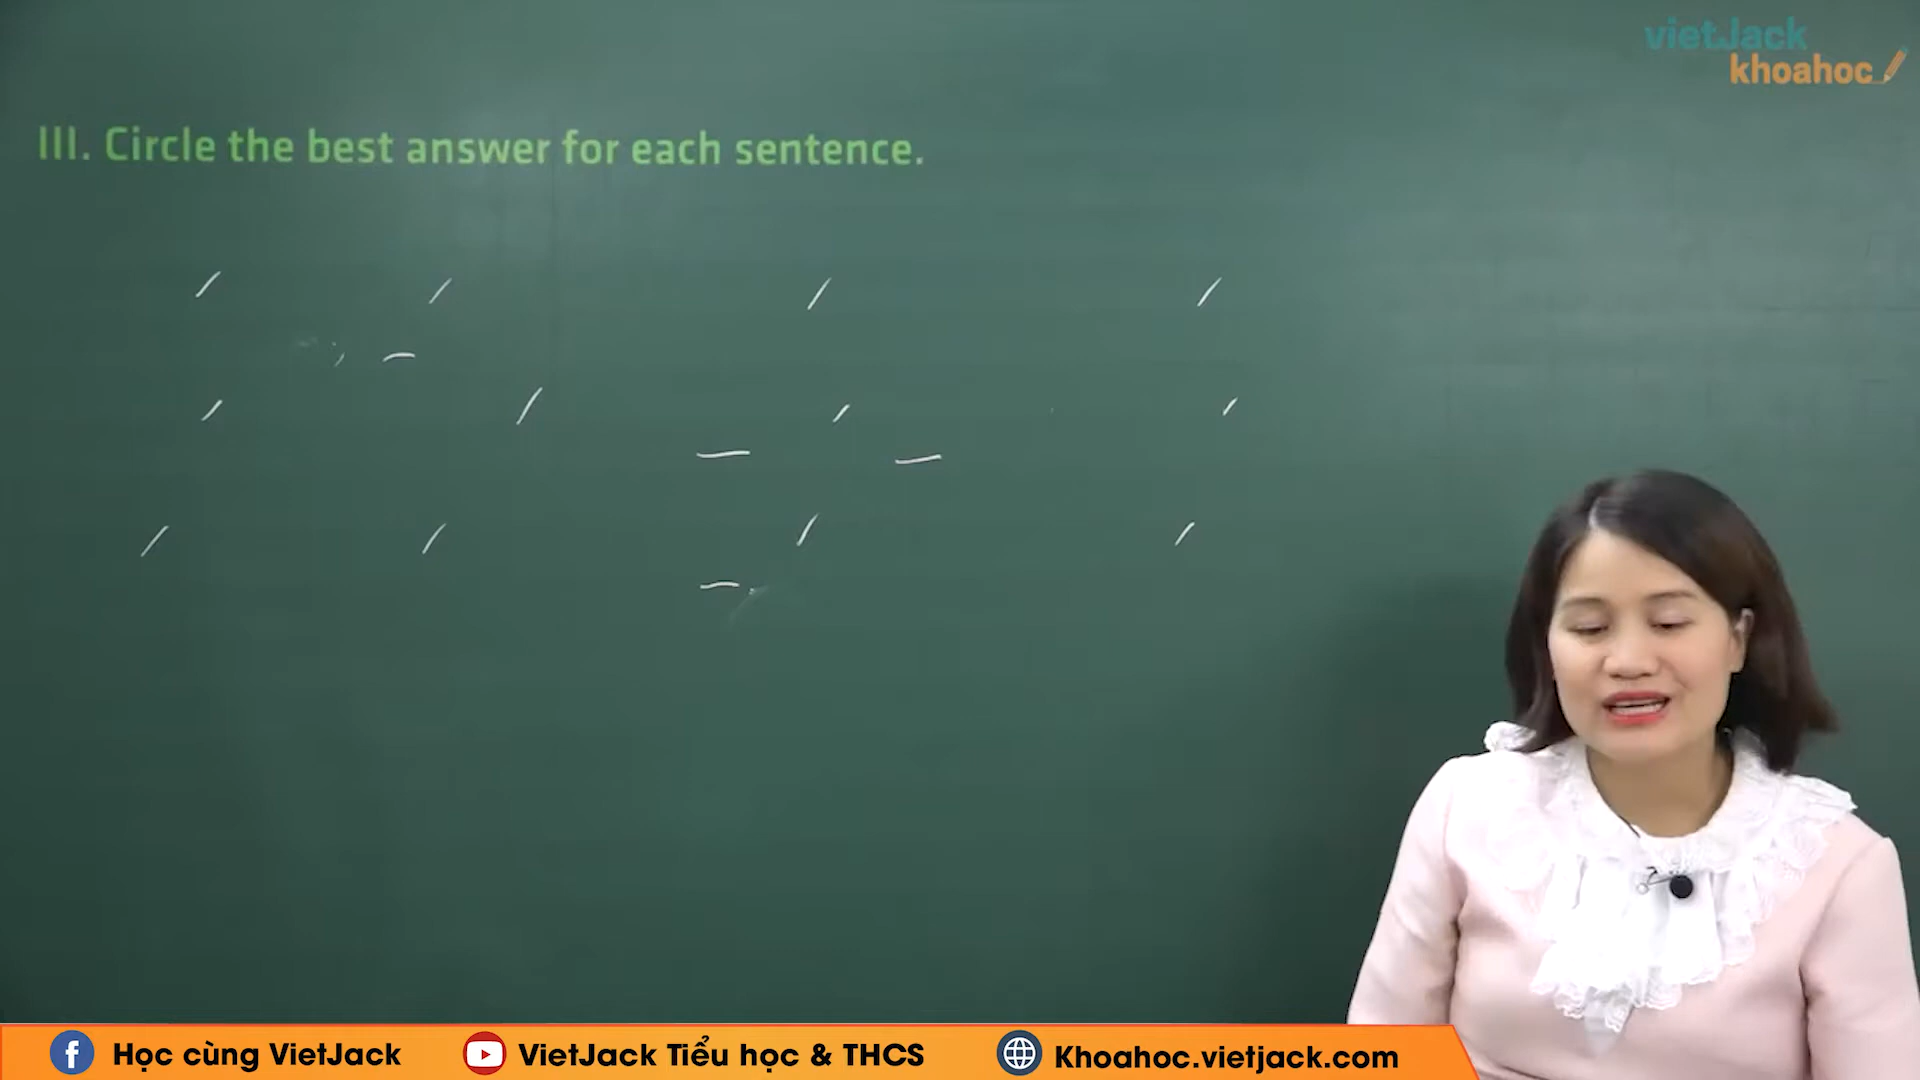 vietJack
khoahoc
III. Circle the best answer for each sentence.
Học cùng VietJack
VietJack Tiểu học & THCS
Khoahoc.vietjack.com